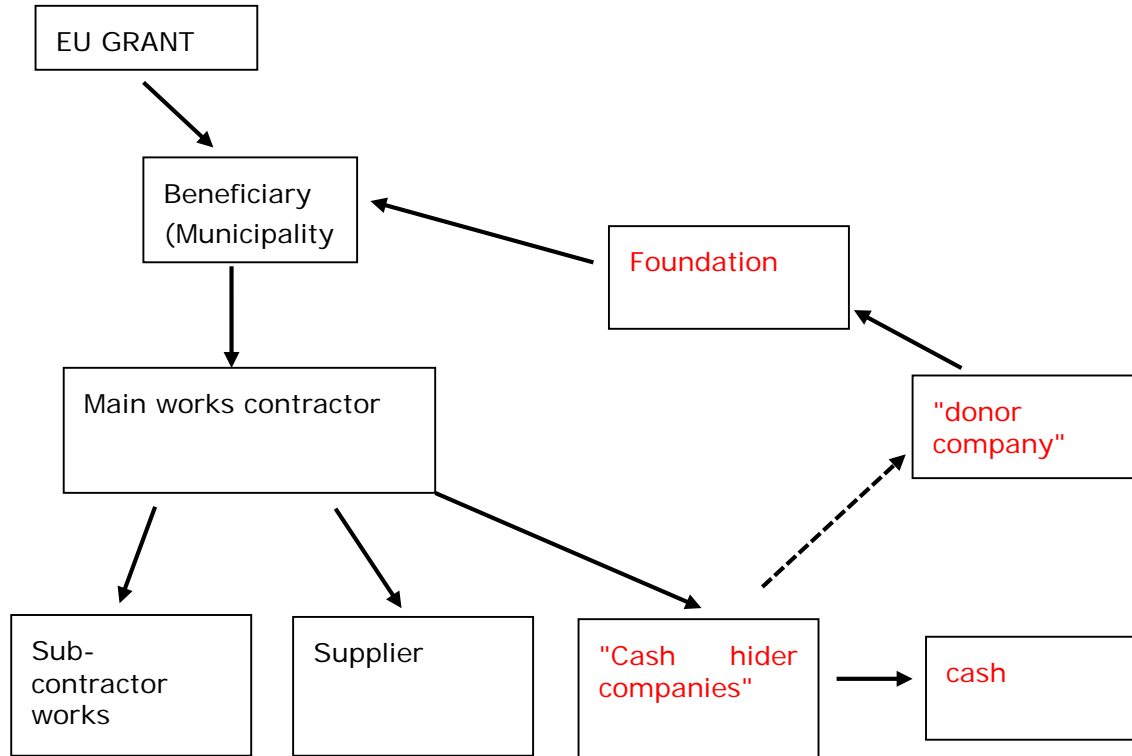 EU GRANT
Beneficiary
(Municipality
Foundation
Main works contractor
"donor
company"
Sub-
contractor
works
Supplier
"Cash hider
companies"
cash